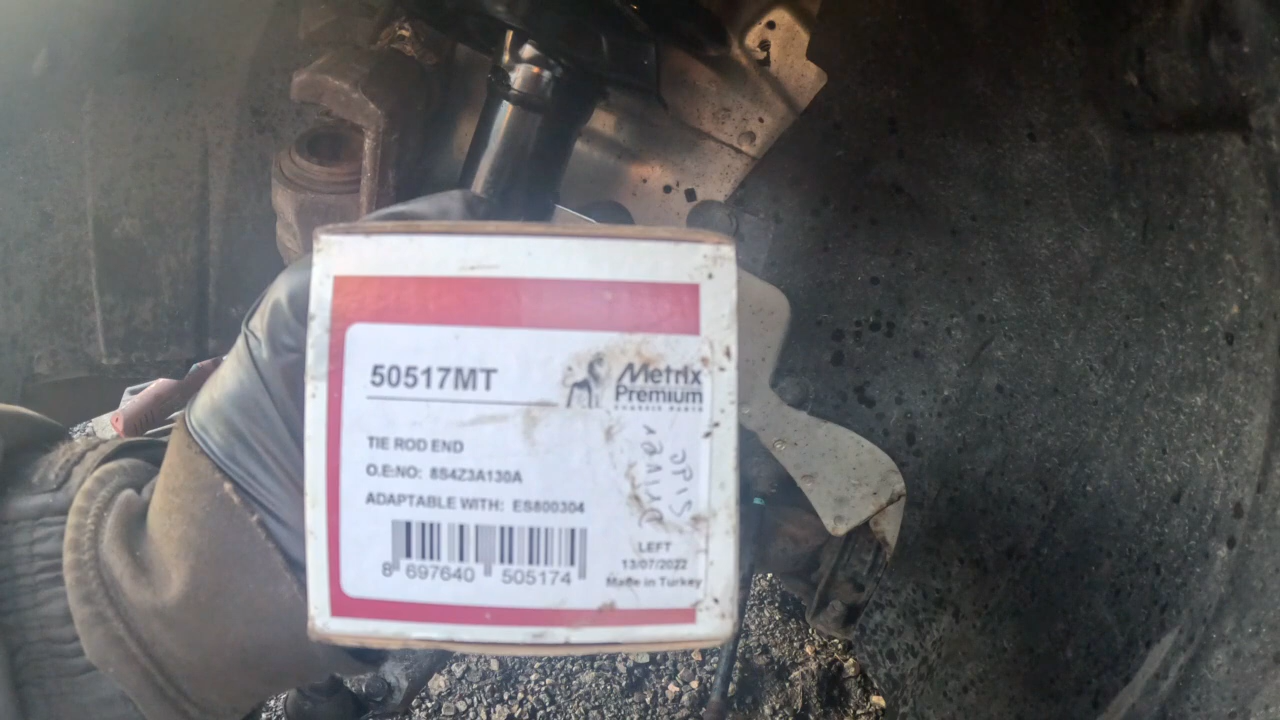 50517MT
Metrix
Premium
CHASSIS PARTS
TIE ROD END
O.E:NO: 8S4Z3A130A
ADAPTABLE WITH: ES800304
8 697640 505174
LEFT
13/07/2022
Made in Turkey